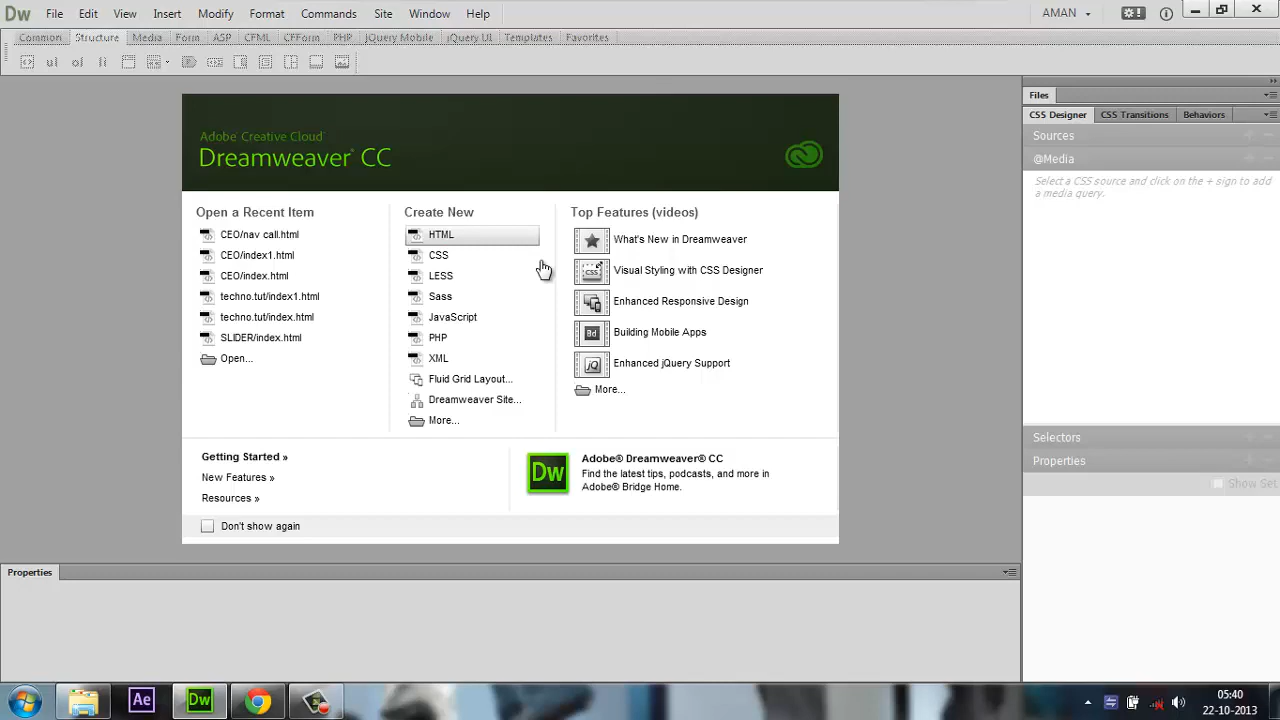 Dw File Edit View Insert Modify Format Commands Site Window Help AMAN
Common Structure Media Form ASP CFML CFForm PHP jQuery Mobile jQuery UI Templates Favorites
Files
CSS Designer CSS Transitions Behaviors
Sources
@Media
Select a CSS source and click on the + sign to add
a media query.
Selectors
Properties
Show Set
Adobe Creative Cloud
Dreamweaver® CC
Open a Recent Item
CEO/nav call.html
CEO/index1.html
CEO/index.html
techno.tut/index1.html
techno.tut/index.html
SLIDER/index.html
Open...
Create New
HTML
CSS
LESS
Sass
JavaScript
PHP
XML
Fluid Grid Layout...
Dreamweaver Site...
More...
Top Features (videos)
What's New in Dreamweaver
CSS
Visual Styling with CSS Designer
Enhanced Responsive Design
Bd
Building Mobile Apps
jQ
Enhanced jQuery Support
More...
Getting Started »
New Features »
Resources »
Dw
Adobe® Dreamweaver® CC
Find the latest tips, podcasts, and more in
Adobe® Bridge Home.
Don't show again
Properties
Ae Dw
05:40
22-10-2013